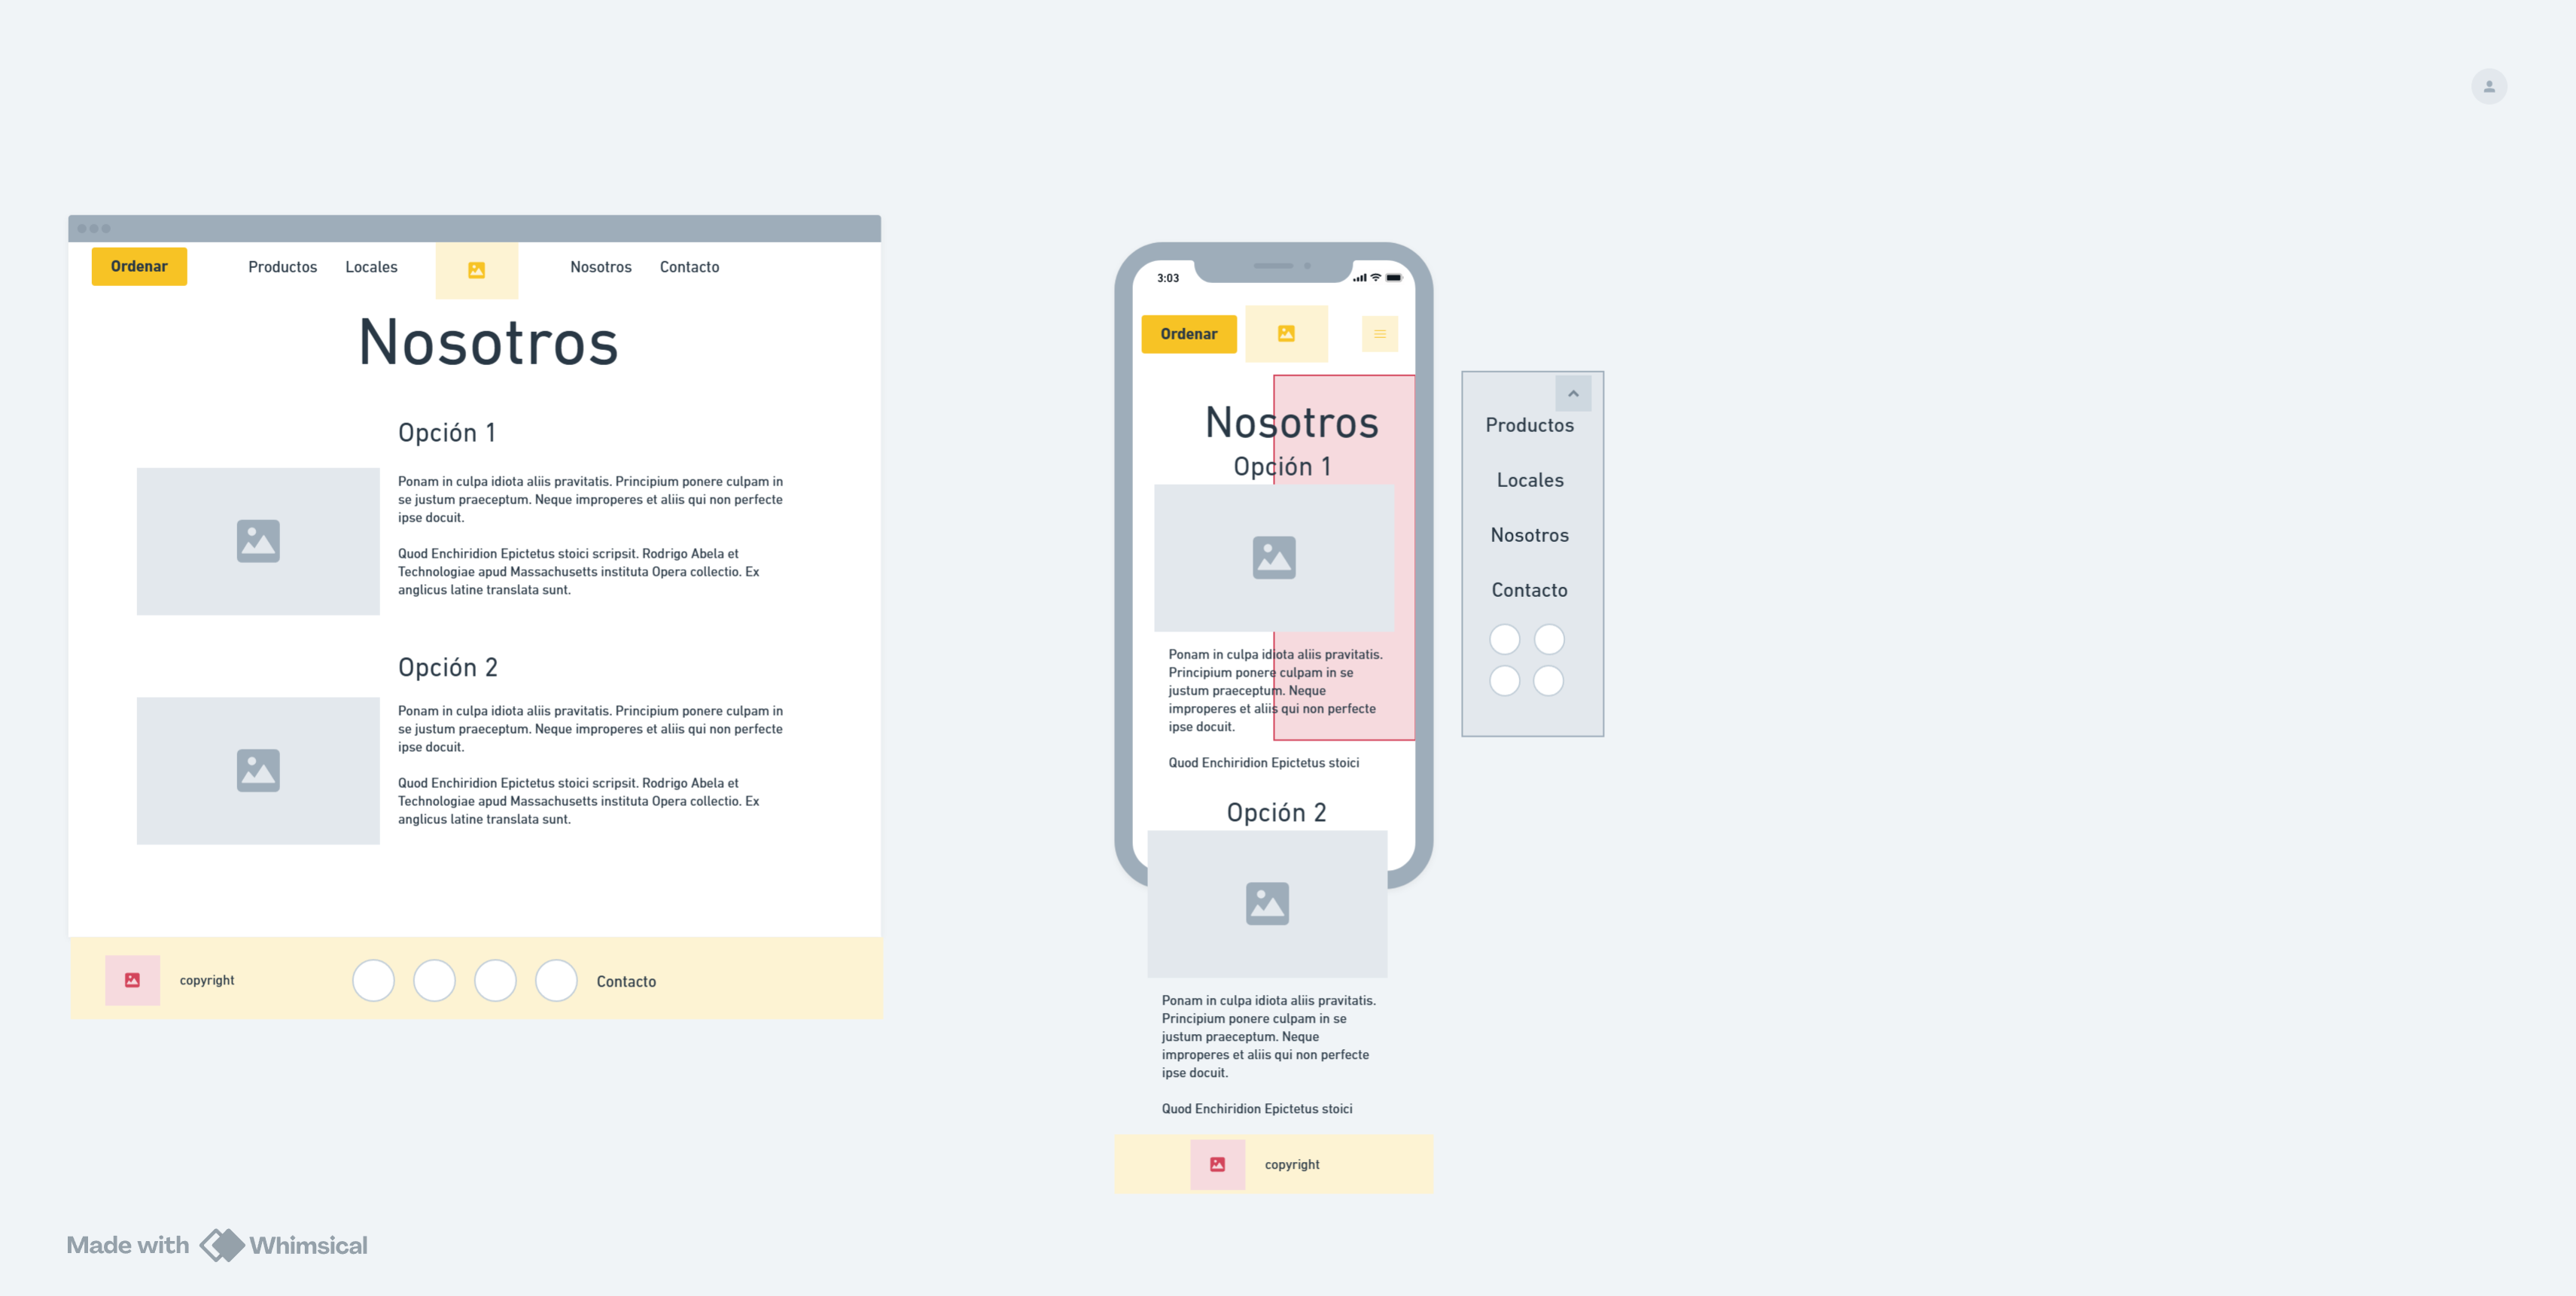 Ordenar
Productos
Locales
Nosotros
Contacto
Nosotros
Opción 1
Ponam in culpa idiota aliis pravitatis. Principium ponere culpam in
se justum praeceptum. Neque improperes et aliis qui non perfecte
ipse docuit.
Quod Enchiridion Epictetus stoici scripsit. Rodrigo Abela et
Technologiae apud Massachusetts instituta Opera collectio. Ex
anglicus latine translata sunt.
Opción 2
Ponam in culpa idiota aliis pravitatis. Principium ponere culpam in
se justum praeceptum. Neque improperes et aliis qui non perfecte
ipse docuit.
Quod Enchiridion Epictetus stoici scripsit. Rodrigo Abela et
Technologiae apud Massachusetts instituta Opera collectio. Ex
anglicus latine translata sunt.
copyright
Contacto
3:03
Ordenar
Nosotros
Opción 1
Ponam in culpa idiota aliis pravitatis.
Principium ponere culpam in se
justum praeceptum. Neque
improperes et aliis qui non perfecte
ipse docuit.
Quod Enchiridion Epictetus stoici
Opción 2
Ponam in culpa idiota aliis pravitatis.
Principium ponere culpam in se
justum praeceptum. Neque
improperes et aliis qui non perfecte
ipse docuit.
Quod Enchiridion Epictetus stoici
copyright
Productos
Locales
Nosotros
Contacto
Made with Whimsical